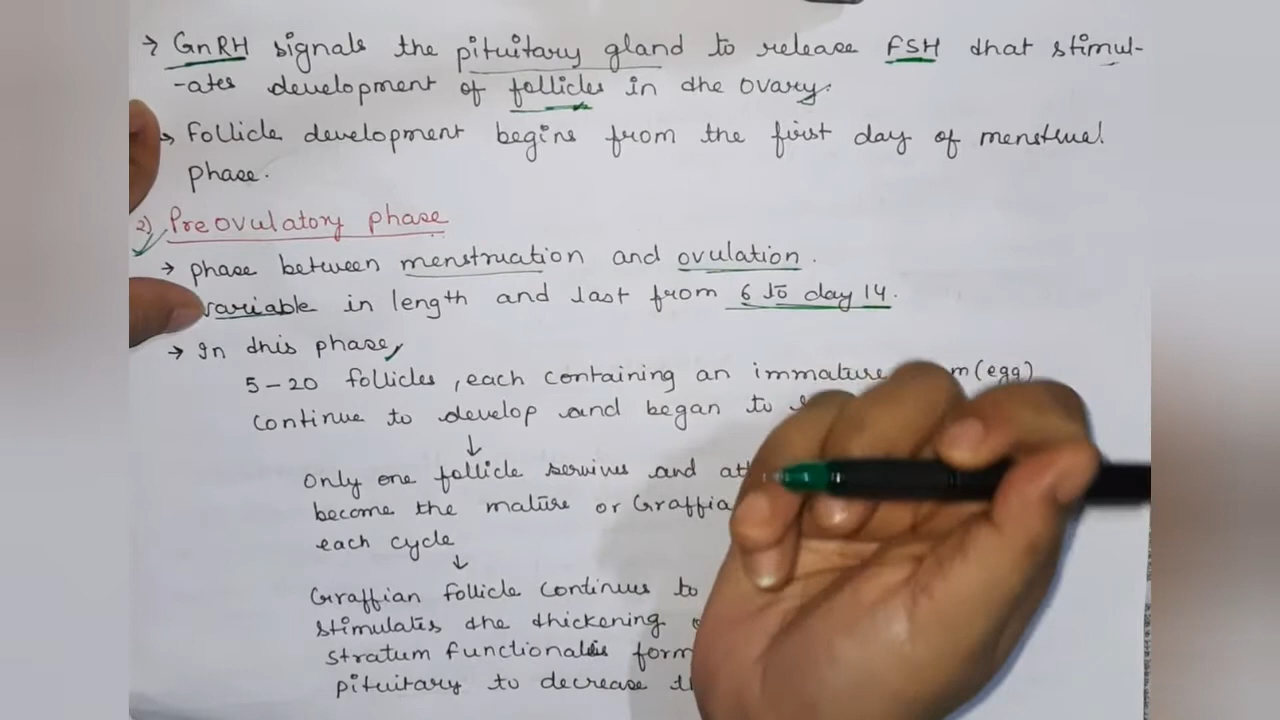 → GnRH signals the pituitary gland to release FSH that stimul-
-ates development of follicles in the ovary.
→ Follicle development begins from the first day of menstrual
phase.
2) Preovulatory phase
→ phase between menstruation and ovulation.
variable in length and last from 6 to day 14.
→ In this phase,
5-20 follicles, each containing an immature (egg)
continue to develop and began to
↓
Only one follicle and
become the mature or
each cycle
↓
Graffian follicle continues to
stimulates the thickening
stratum functionalis
pituitary to decrease